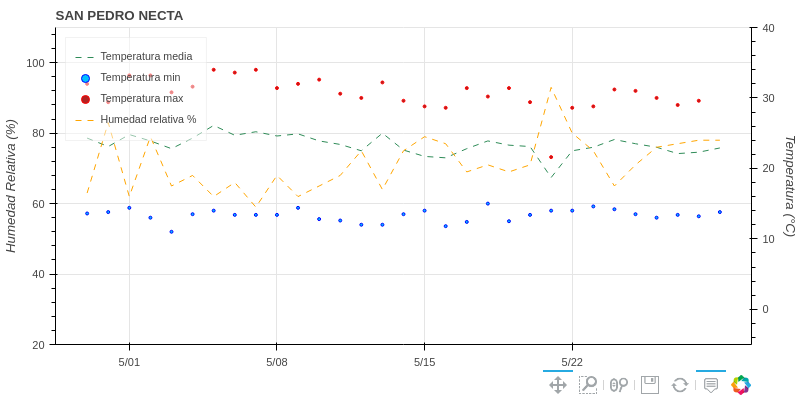 SAN PEDRO NECTA
Temperatura media
Temperatura min
Temperatura max
Humedad relativa %
Humedad Relativa (%)
100
80
60
40
20
Temperatura (°C)
40
30
20
10
0
5/01
5/08
5/15
5/22